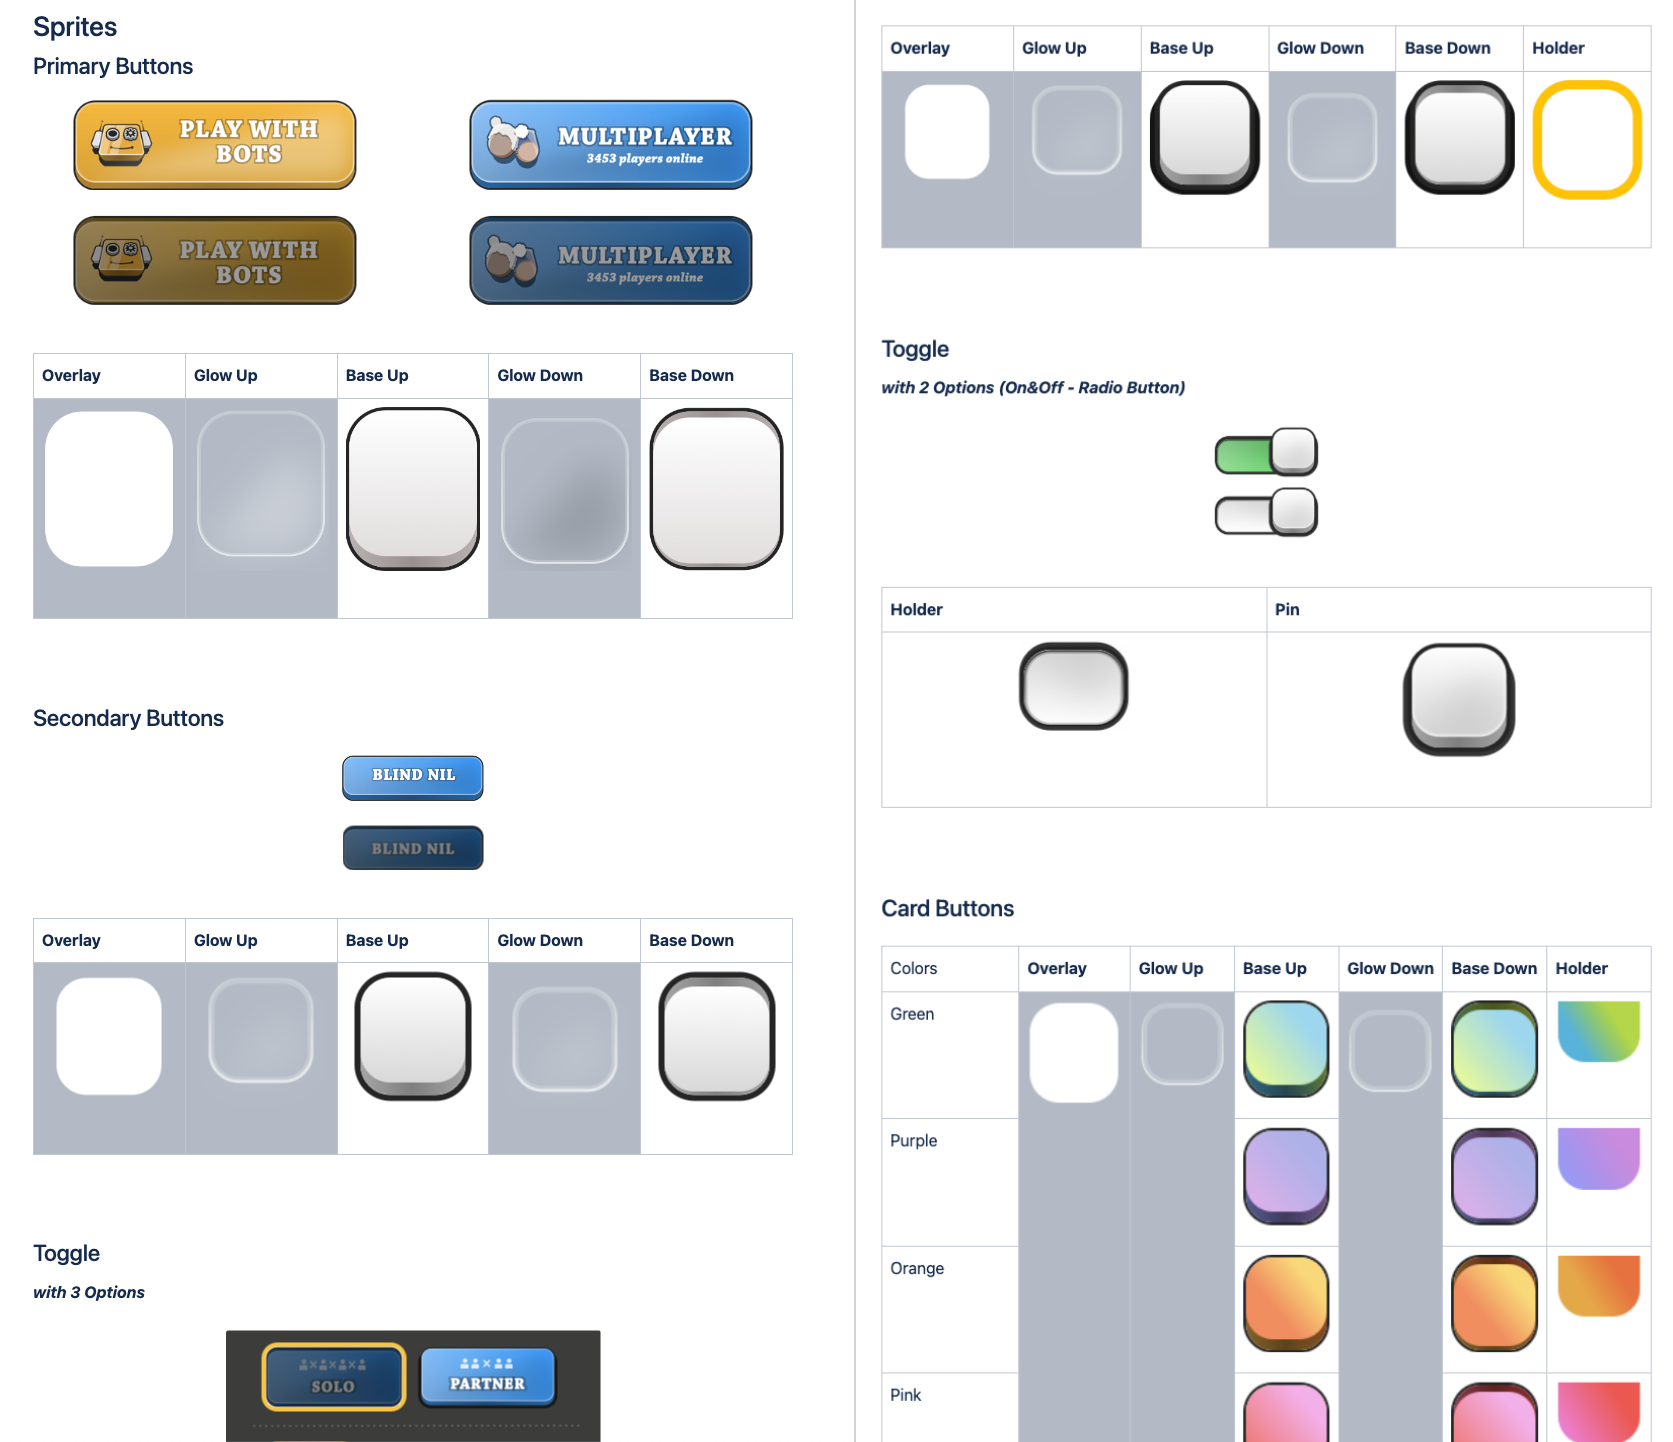 Sprites
Primary Buttons
PLAY WITH
BOTS
MULTIPLAYER
3453 players online
PLAY WITH
BOTS
MULTIPLAYER
3453 players online
Overlay Glow Up Base Up Glow Down Base Down
Secondary Buttons
BLIND NIL
BLIND NIL
Overlay Glow Up Base Up Glow Down Base Down
Toggle
with 3 Options
SOLO
PARTNER
Overlay Glow Up Base Up Glow Down Base Down Holder
Toggle
with 2 Options (On&Off - Radio Button)
Holder Pin
Card Buttons
Colors Overlay Glow Up Base Up Glow Down Base Down Holder
Green
Purple
Orange
Pink